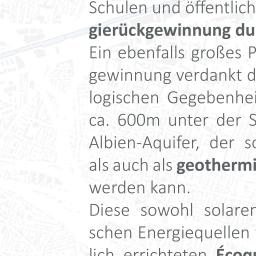 Schulen und öffentlich
gierückgewinnung du
Ein ebenfalls großes P
gewinnung verdankt d
logischen Gegebenhei
ca. 600m unter der S
Albien-Aquifer, der s
als auch als geothermi
werden kann.
Diese sowohl solaren
schen Energiequellen
lich errichteten Écoqu